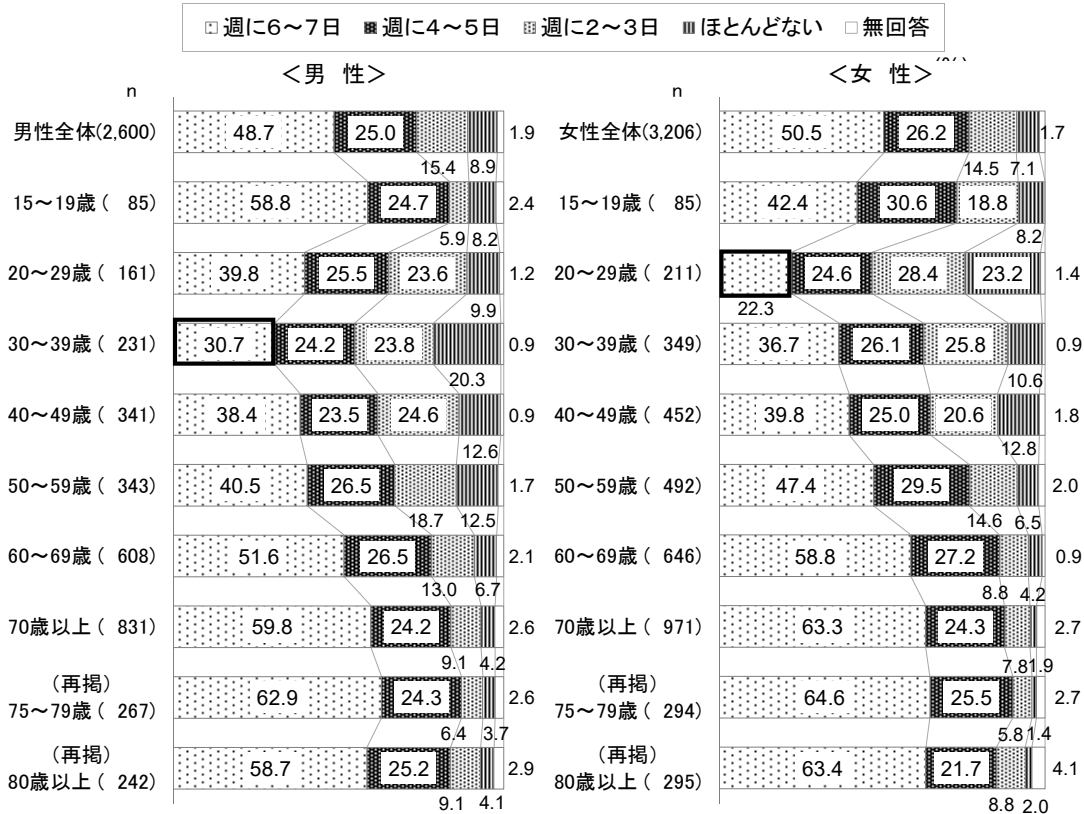 週に6～7日 週に4～5日 週に2～3日 ほとんどない 無回答
＜男 性＞
n
男性全体(2,600) 48.7 25.0 1.9
15.4 8.9
15～19歳( 85) 58.8 24.7 2.4
5.9 8.2
20～29歳( 161) 39.8 25.5 23.6 1.2
9.9
30～39歳( 231) 30.7 24.2 23.8 0.9
20.3
40～49歳( 341) 38.4 23.5 24.6 0.9
12.6
50～59歳( 343) 40.5 26.5 1.7
18.7 12.5
60～69歳( 608) 51.6 26.5 2.1
13.0 6.7
70歳以上( 831) 59.8 24.2 2.6
9.1 4.2
(再掲)
75～79歳( 267) 62.9 24.3 2.6
6.4 3.7
(再掲)
80歳以上( 242) 58.7 25.2 2.9
9.1 4.1
＜女 性＞
n
女性全体(3,206) 50.5 26.2 1.7
14.5 7.1
15～19歳( 85) 42.4 30.6 18.8
8.2
20～29歳( 211) 24.6 28.4 23.2 1.4
22.3
30～39歳( 349) 36.7 26.1 25.8 0.9
10.6
40～49歳( 452) 39.8 25.0 20.6 1.8
12.8
50～59歳( 492) 47.4 29.5 2.0
14.6 6.5
60～69歳( 646) 58.8 27.2 0.9
8.8 4.2
70歳以上( 971) 63.3 24.3 2.7
7.8 1.9
(再掲)
75～79歳( 294) 64.6 25.5 2.7
5.8 1.4
(再掲)
80歳以上( 295) 63.4 21.7 4.1
8.8 2.0